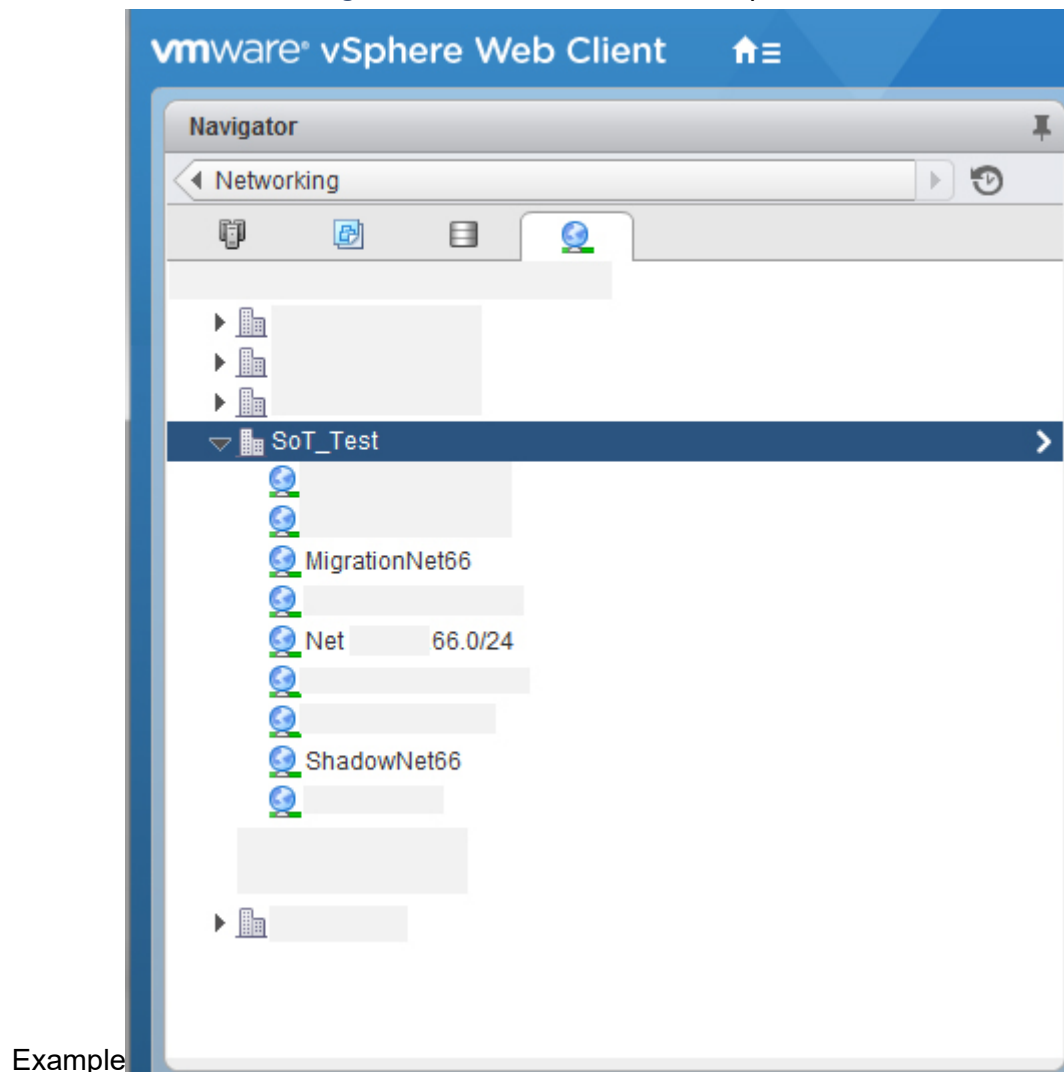 vmware® vSphere Web Client
Navigator
Networking
SoT_Test
MigrationNet66
Net 66.0/24
ShadowNet66
Example